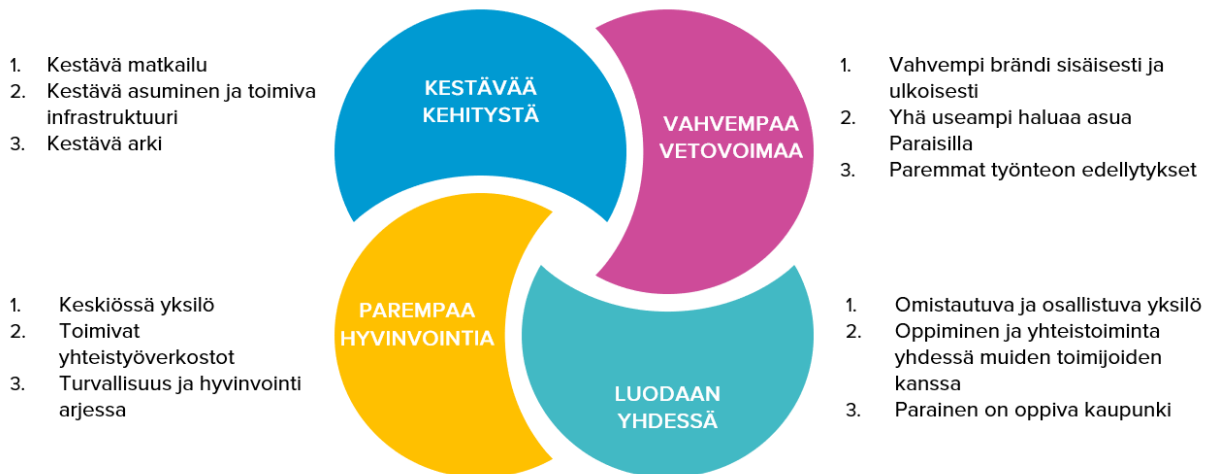 1. Kestävä matkailu
2. Kestävä asuminen ja toimiva
infrastruktuuri
3. Kestävä arki
KESTÄVÄÄ
KEHITYSTÄ
VAHVEMPAA
VETOVOIMAA
1. Vahvempi brändi sisäisesti ja
ulkoisesti
2. Yhä useampi haluaa asua
Paraisilla
3. Paremmat työnteon edellytykset
1. Keskiössä yksilö
2. Toimivat
yhteistyöverkostot
3. Turvallisuus ja hyvinvointi
arjessa
PAREMPAA
HYVINVOINTIA
LUODAAN
YHDESSÄ
1. Omistautuva ja osallistuva yksilö
2. Oppiminen ja yhteistoiminta
yhdessä muiden toimijoiden
kanssa
3. Parainen on oppiva kaupunki